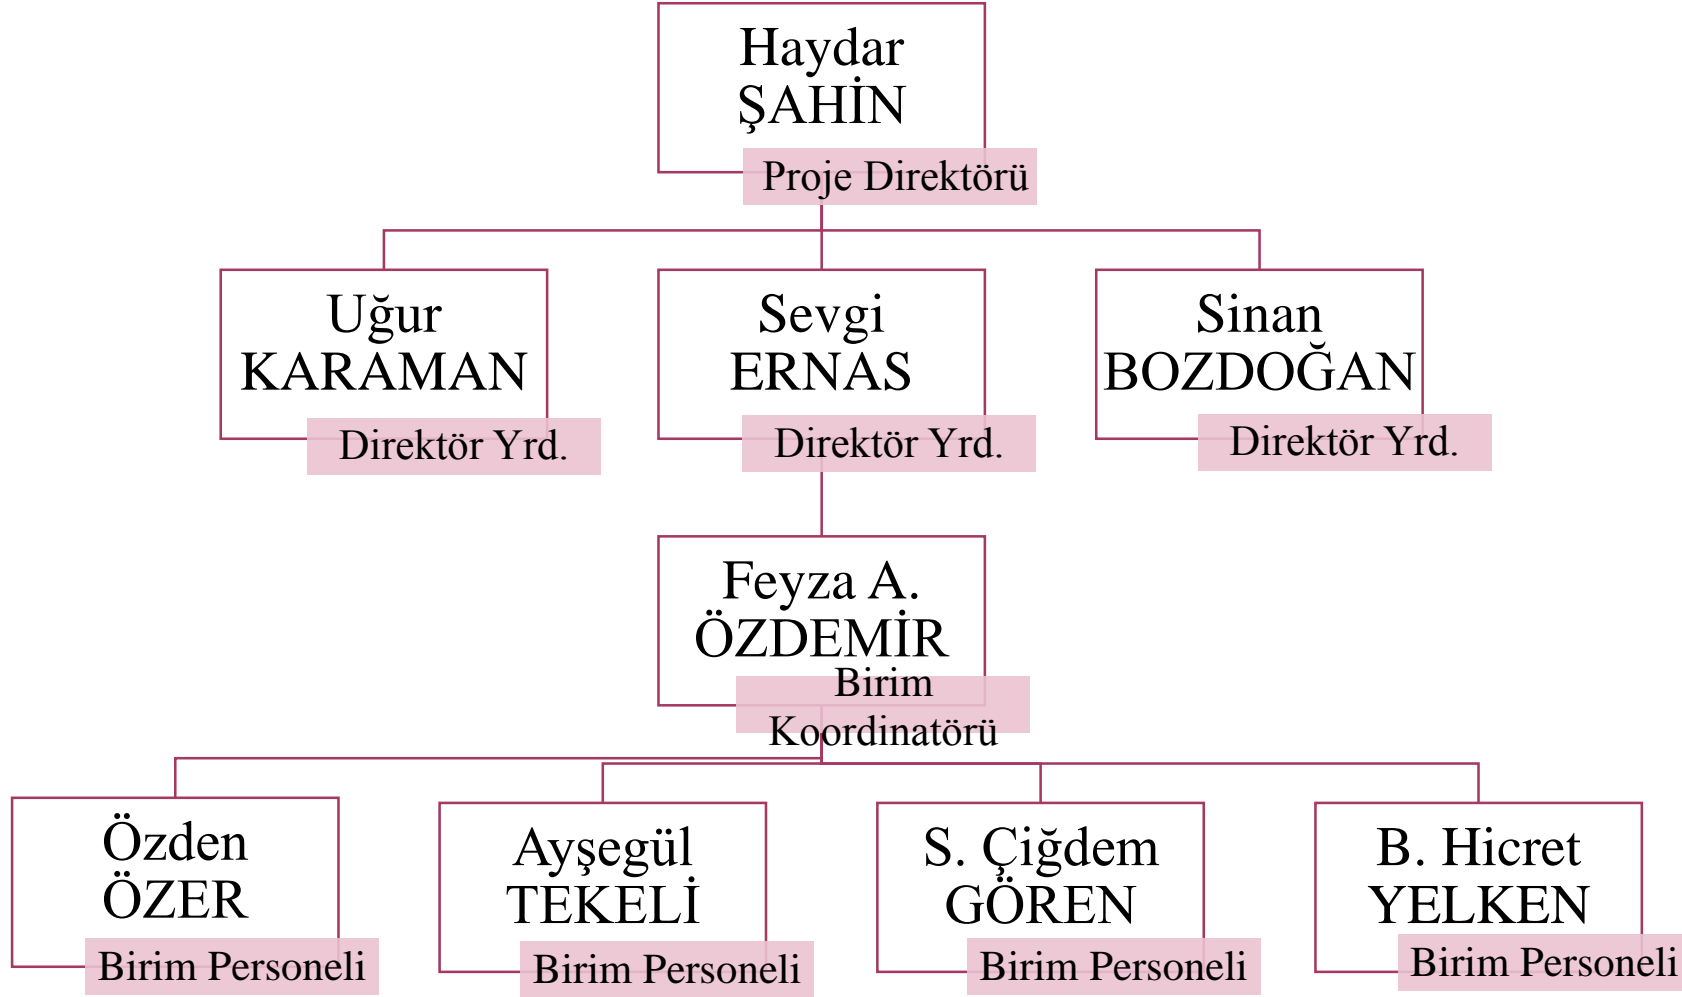 Haydar
ŞAHİN
Proje Direktörü
Uğur
KARAMAN
Direktör Yrd.
Sevgi
ERNAS
Direktör Yrd.
Sinan
BOZDOĞAN
Direktör Yrd.
Feyza A.
ÖZDEMİR
Birim
Koordinatörü
Özden
ÖZER
Birim Personeli
Ayşegül
TEKELİ
Birim Personeli
S. Çiğdem
GÖREN
Birim Personeli
B. Hicret
YELKEN
Birim Personeli